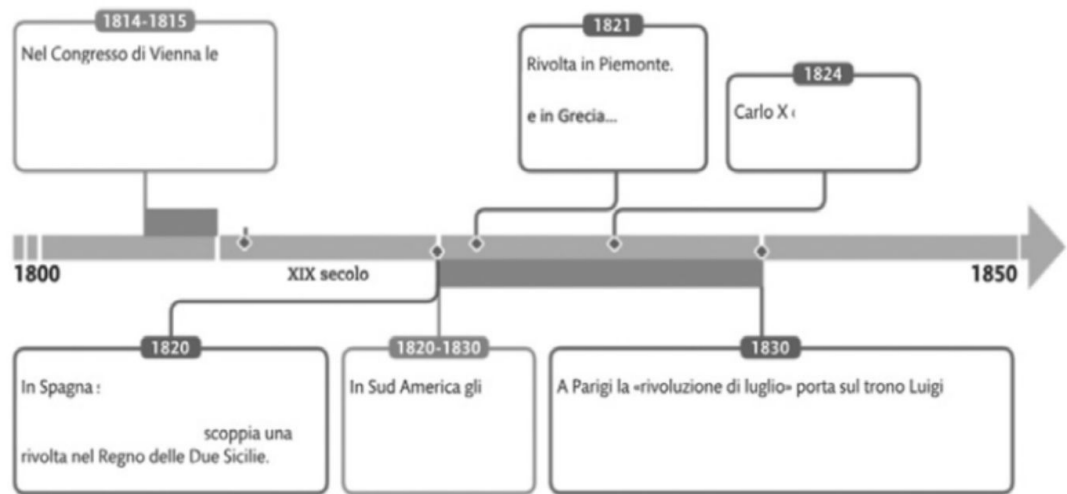 1814-1815
Nel Congresso di Vienna le
1821
Rivolta in Piemonte.
e in Grecia...
1824
Carlo X
1800
XIX secolo
1850
1820
In Spagna
scoppia una
rivolta nel Regno delle Due Sicilie.
1820-1830
In Sud America gli
1830
A Parigi la «rivoluzione di luglio» porta sul trono Luigi